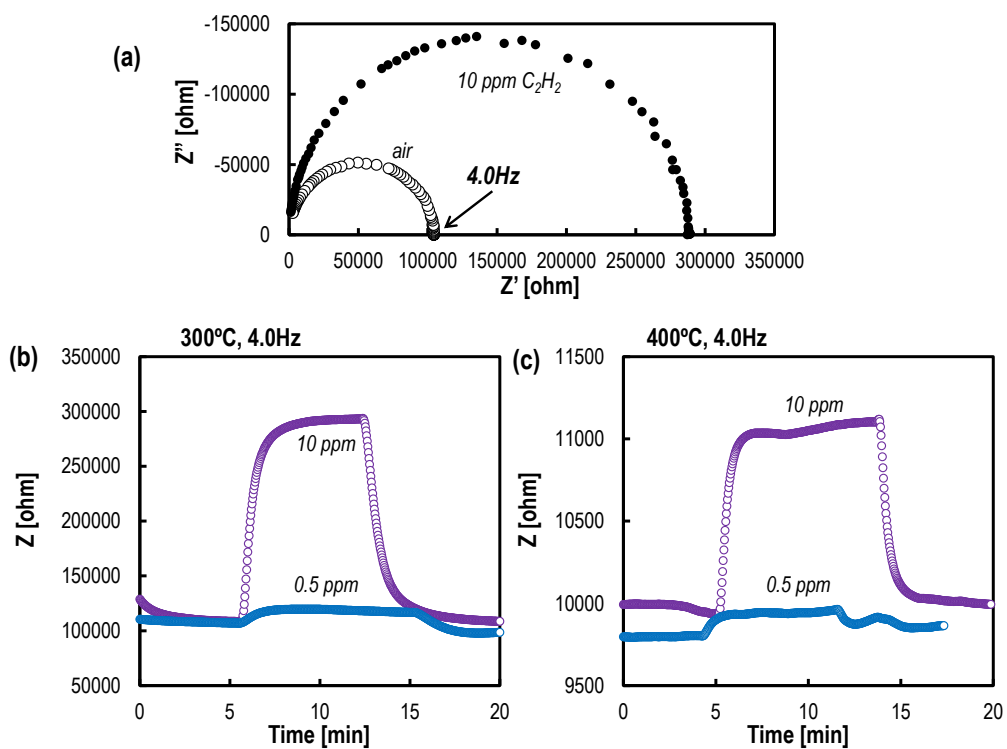 (a)
-150000
-100000
-50000
0
Z'' [ohm]
10 ppm C₂H₂
air
4.0Hz
0 50000 100000 150000 200000 250000 300000 350000
Z' [ohm]
(b)
300ºC, 4.0Hz
350000
300000
250000
200000
150000
100000
50000
Z [ohm]
10 ppm
0.5 ppm
0 5 10 15 20
Time [min]
(c)
400ºC, 4.0Hz
11500
11000
10500
10000
9500
Z [ohm]
10 ppm
0.5 ppm
0 5 10 15 20
Time [min]